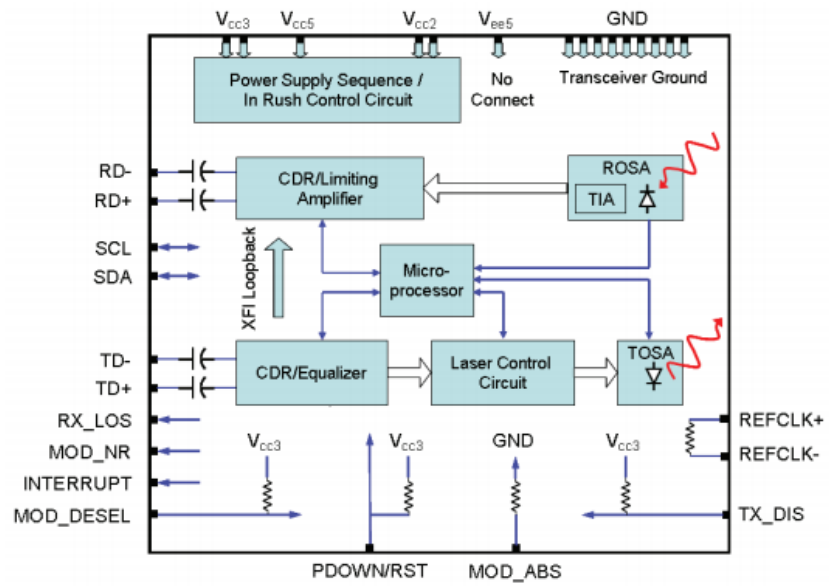 Vcc3
Vcc5
Vcc2
Vee5
GND
Power Supply Sequence /
In Rush Control Circuit
No
Connect
Transceiver Ground
RD-
RD+
CDR/Limiting
Amplifier
ROSA
TIA
SCL
SDA
XFI Loopback
Micro-
processor
TD-
TD+
CDR/Equalizer
Laser Control
Circuit
TOSA
RX_LOS
MOD_NR
INTERRUPT
MOD_DESEL
Vcc3
Vcc3
GND
Vcc3
REFCLK+
REFCLK-
TX_DIS
PDOWN/RST
MOD_ABS